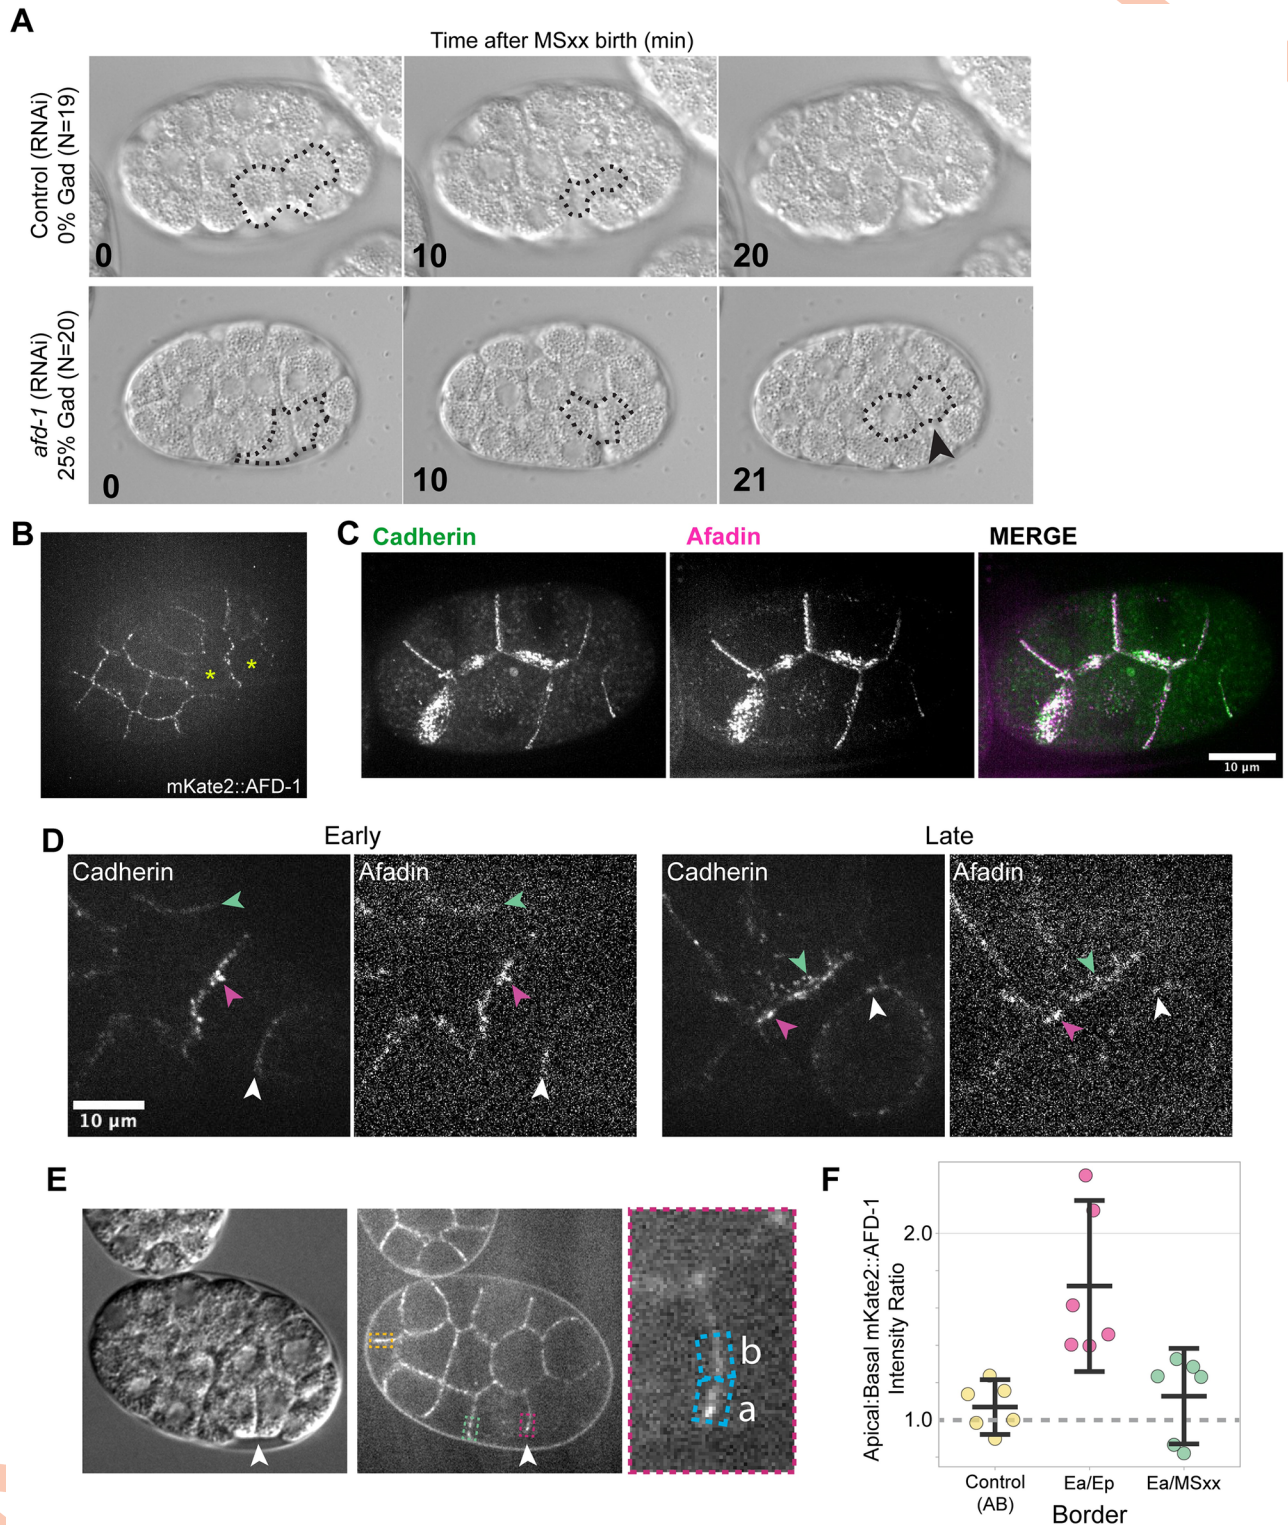 A
Time after MSxx birth (min)
Control (RNAi)
0% Gad (N=19)
0
10
20
afd-1 (RNAi)
25% Gad (N=20)
0
10
21
B
mKate2::AFD-1
C
Cadherin
Afadin
MERGE
10 µm
D
Early
Late
Cadherin
Afadin
Cadherin
Afadin
10 µm
E
b
a
F
Apical:Basal mKate2::AFD-1
Intensity Ratio
2.0
1.0
Control
(AB)
Ea/Ep
Ea/MSxx
Border